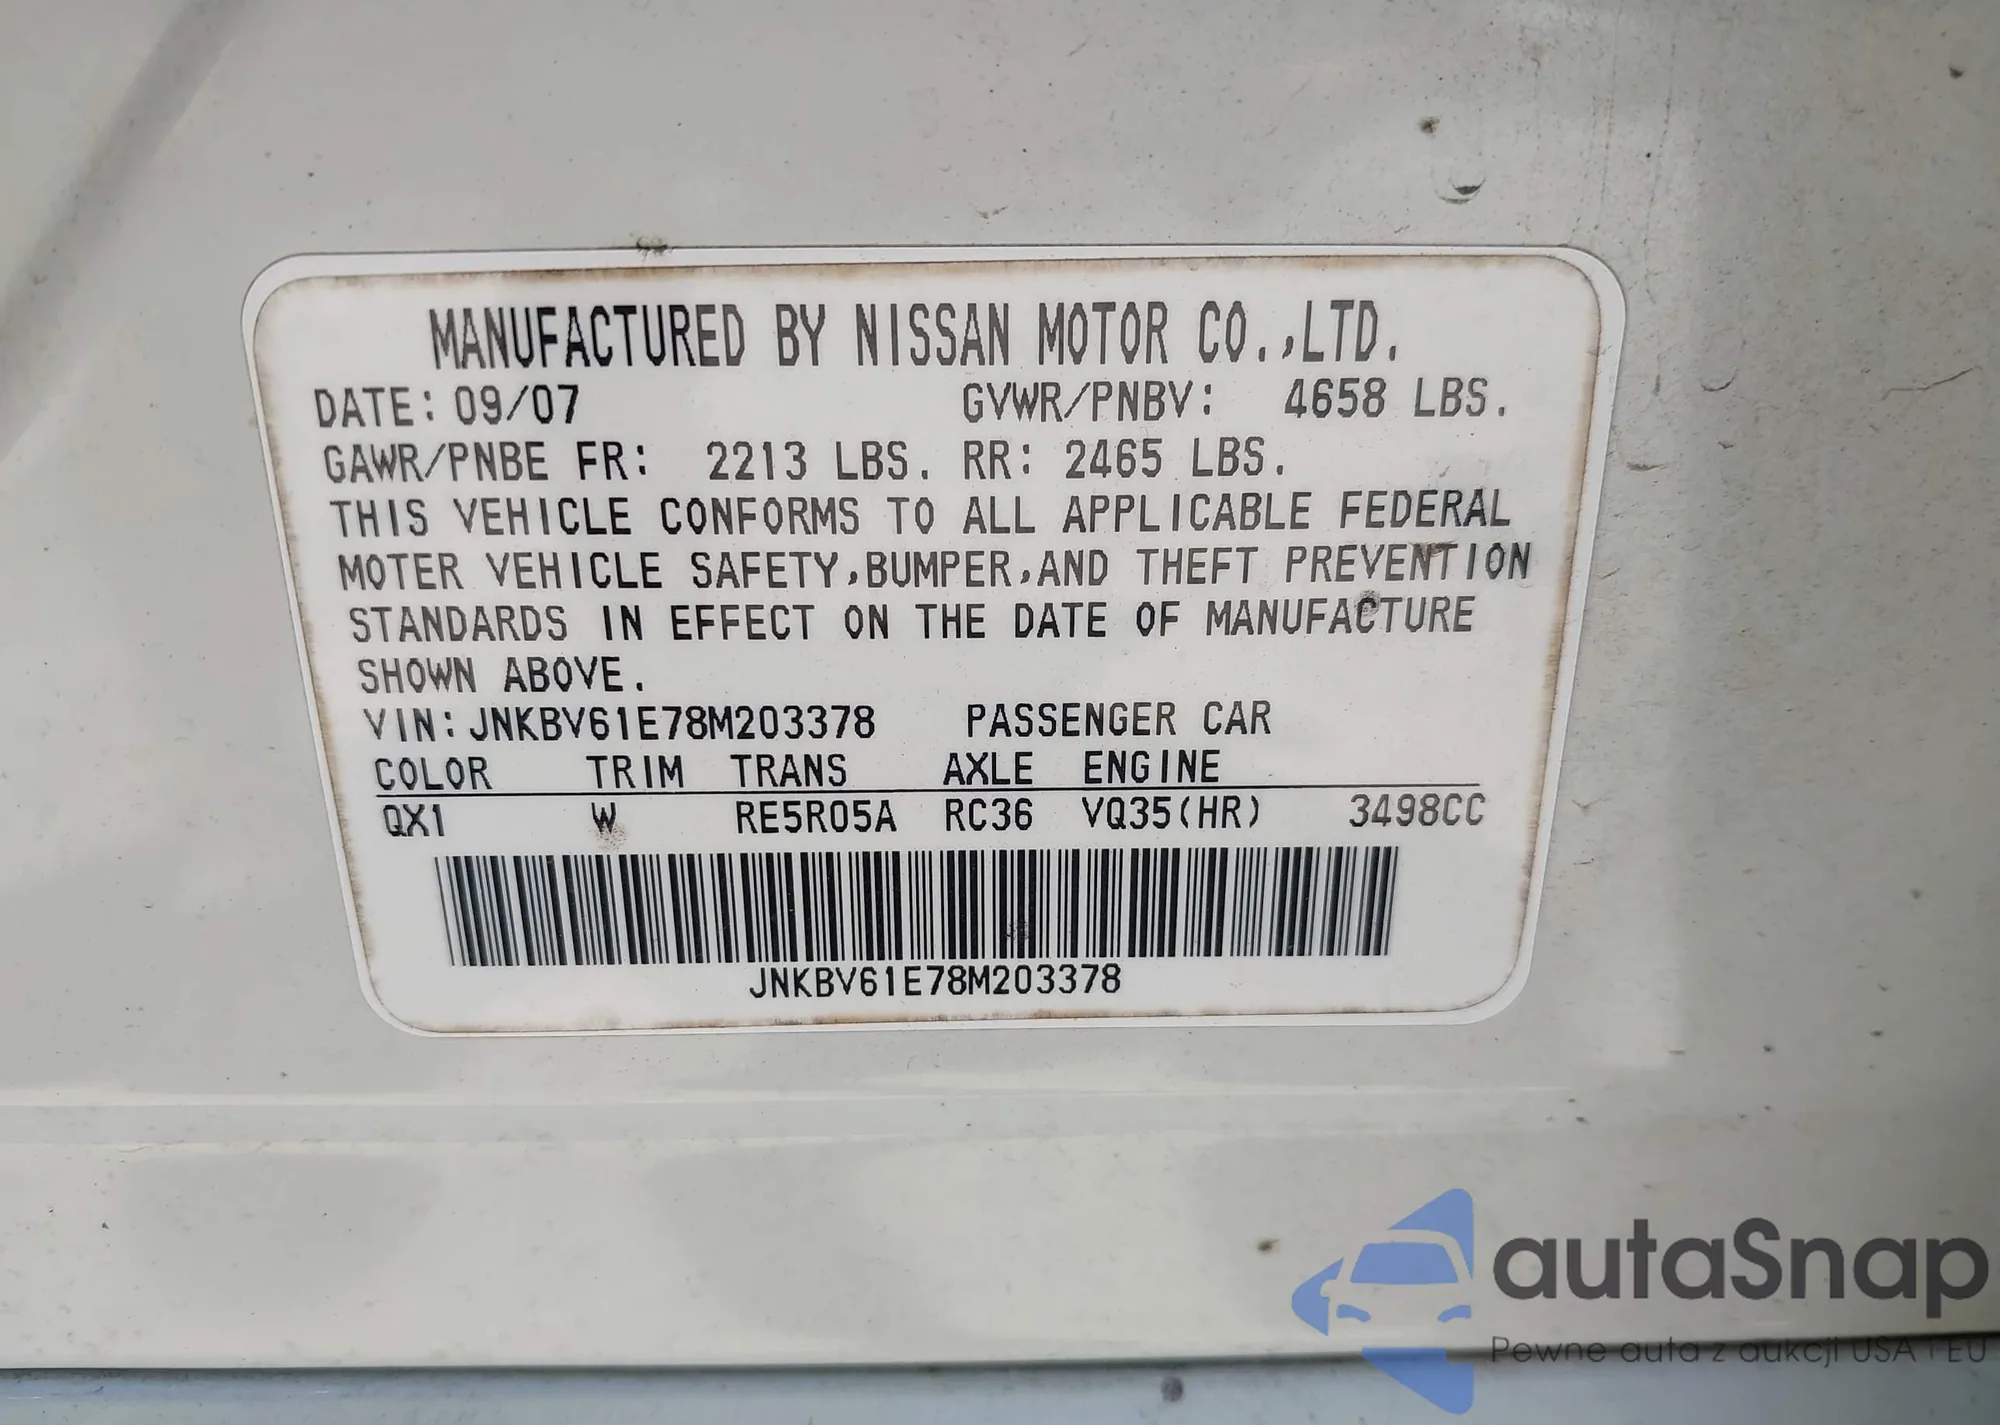 MANUFACTURED BY NISSAN MOTOR CO.,LTD.
DATE: 09/07 GVWR/PNBV: 4658 LBS.
GAWR/PNBE FR: 2213 LBS. RR: 2465 LBS.
THIS VEHICLE CONFORMS TO ALL APPLICABLE FEDERAL
MOTER VEHICLE SAFETY,BUMPER,AND THEFT PREVENTION
STANDARDS IN EFFECT ON THE DATE OF MANUFACTURE
SHOWN ABOVE.
VIN: JNKBV61E78M203378 PASSENGER CAR
COLOR TRIM TRANS AXLE ENGINE
QX1 W RE5R05A RC36 VQ35(HR) 3498CC
JNKBV61E78M203378
autaSnap
Pewne auta z aukcji USA i EU